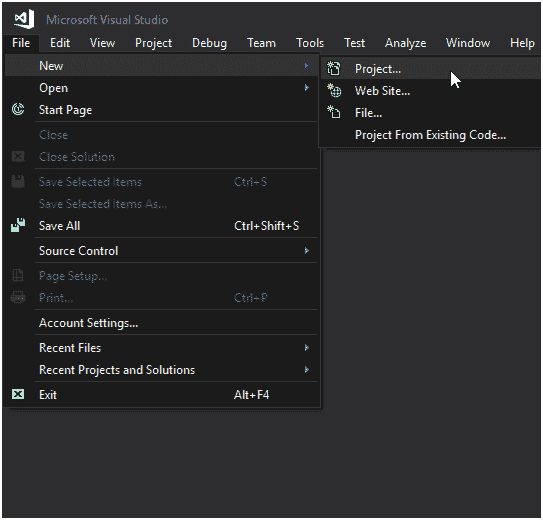 Microsoft Visual Studio
File Edit View Project Debug Team Tools Test Analyze Window Help
New
Open
Start Page
Close
Close Solution
Save Selected Items Ctrl+S
Save Selected Items As...
Save All Ctrl+Shift+S
Source Control
Page Setup...
Print... Ctrl+P
Account Settings...
Recent Files
Recent Projects and Solutions
Exit Alt+F4
Project...
Web Site...
File...
Project From Existing Code...